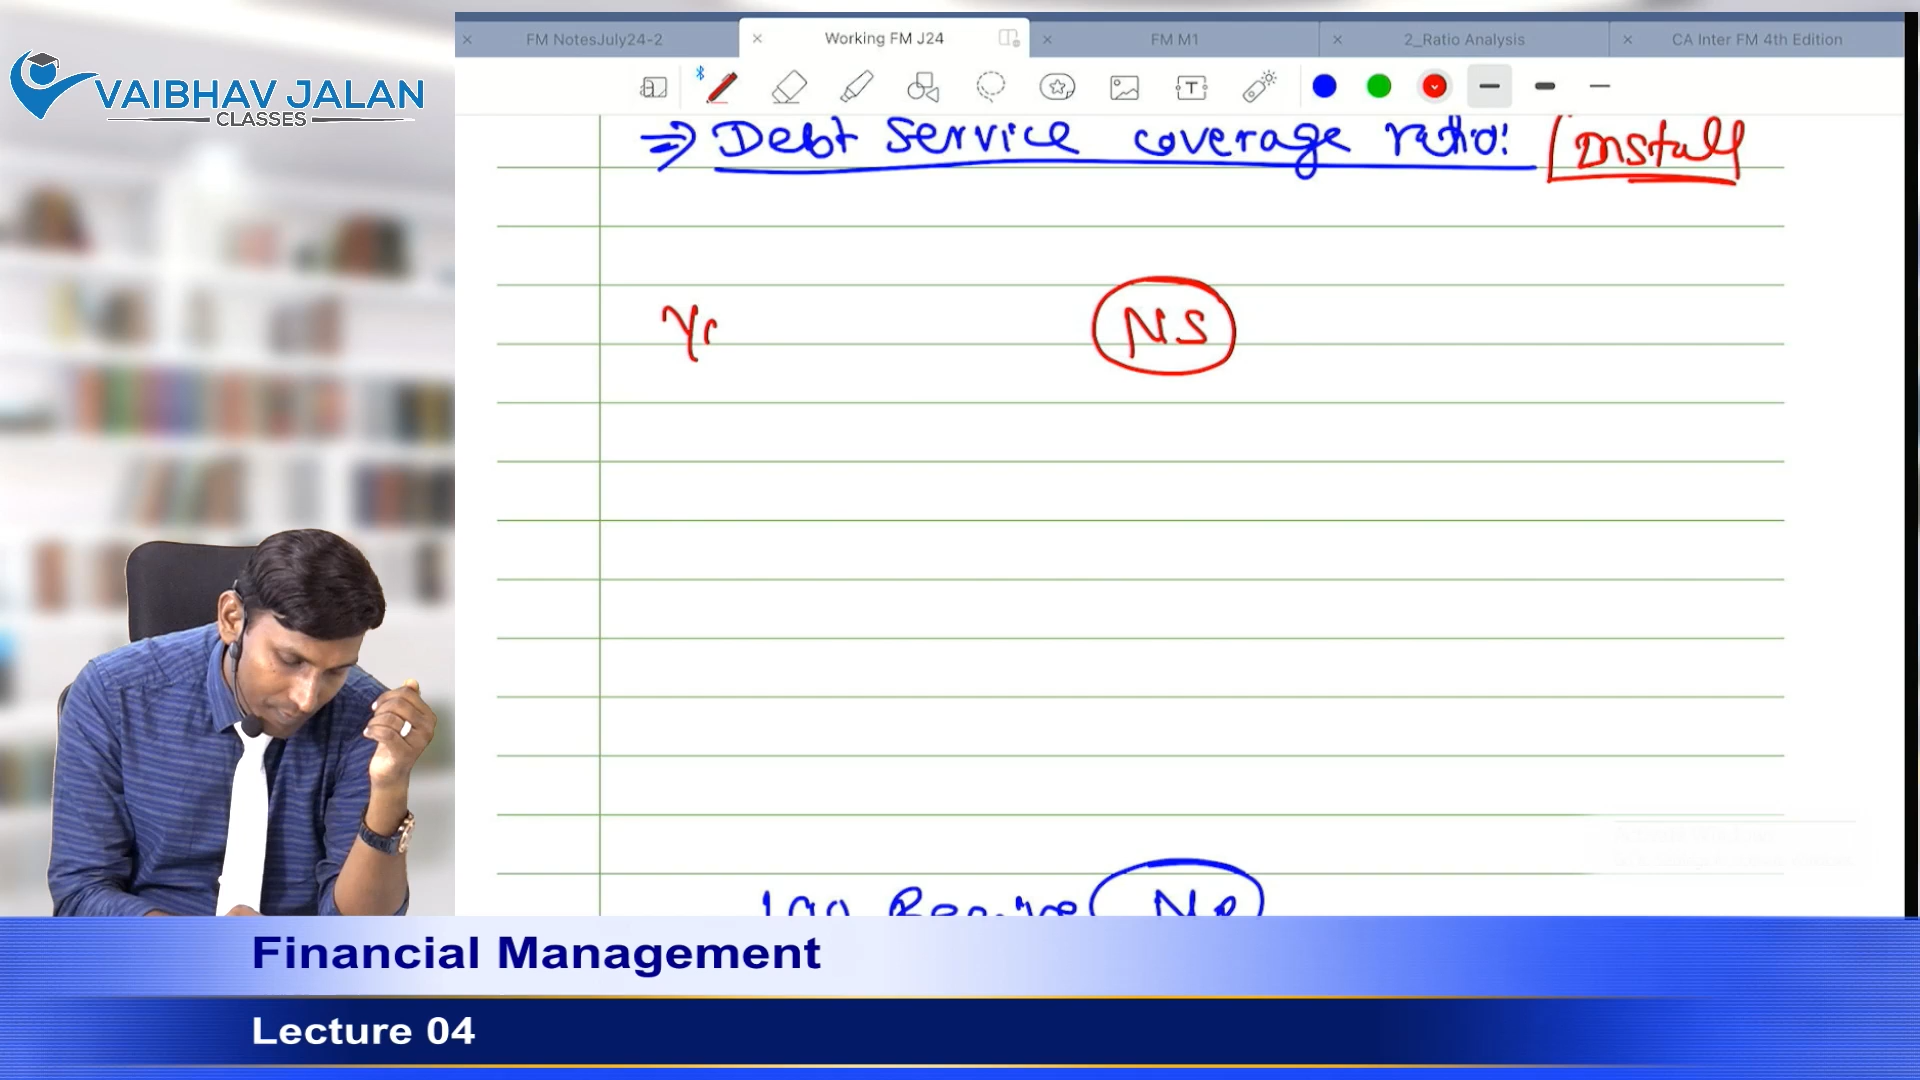 VAIBHAV JALAN
CLASSES
FM NotesJuly24-2
Working FM J24
FM M1
2_Ratio Analysis
CA Inter FM 4th Edition
⇒ Debt service coverage ratio: Install
Yr
NS
Financial Management
Lecture 04